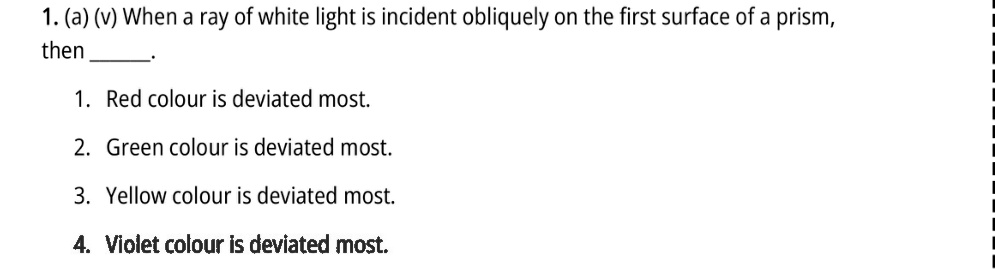 1. (a) (v) When a ray of white light is incident obliquely on the first surface of a prism,
then ______.
1. Red colour is deviated most.
2. Green colour is deviated most.
3. Yellow colour is deviated most.
4. Violet colour is deviated most.